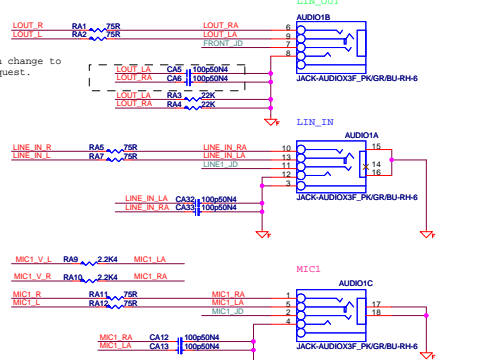 LIN_OUT
AUDIO1B
LOUT_R RA1 75R LOUT_RA 6
LOUT_L RA2 75R LOUT_LA 9
FRONT_JD 7
8
change to
quest.
LOUT_LA CA5 100p50N4
LOUT_RA CA6 100p50N4
JACK-AUDIOX3F_PK/GR/BU-RH-6
LOUT_LA RA3 22K
LOUT_RA RA4 22K
F
LIN_IN
AUDIO1A
LINE_IN_R RA5 75R LINE_IN_RA 10 15
LINE_IN_L RA7 75R LINE_IN_LA 13
LINE1_JD 11 14
12 16
3
JACK-AUDIOX3F_PK/GR/BU-RH-6
LINE_IN_LA CA32 100p50N4
LINE_IN_RA CA33 100p50N4
F F
MIC1_V_L RA9 2.2K4 MIC1_LA
MIC1
MIC1_V_R RA10 2.2K4 MIC1_RA
AUDIO1C
MIC1_R RA11 75R MIC1_RA 1
MIC1_L RA12 75R MIC1_LA 5 17
MIC1_JD 2 18
4
MIC1_RA CA12 100p50N4
MIC1_LA CA13 100p50N4
JACK-AUDIOX3F_PK/GR/BU-RH-6
F F